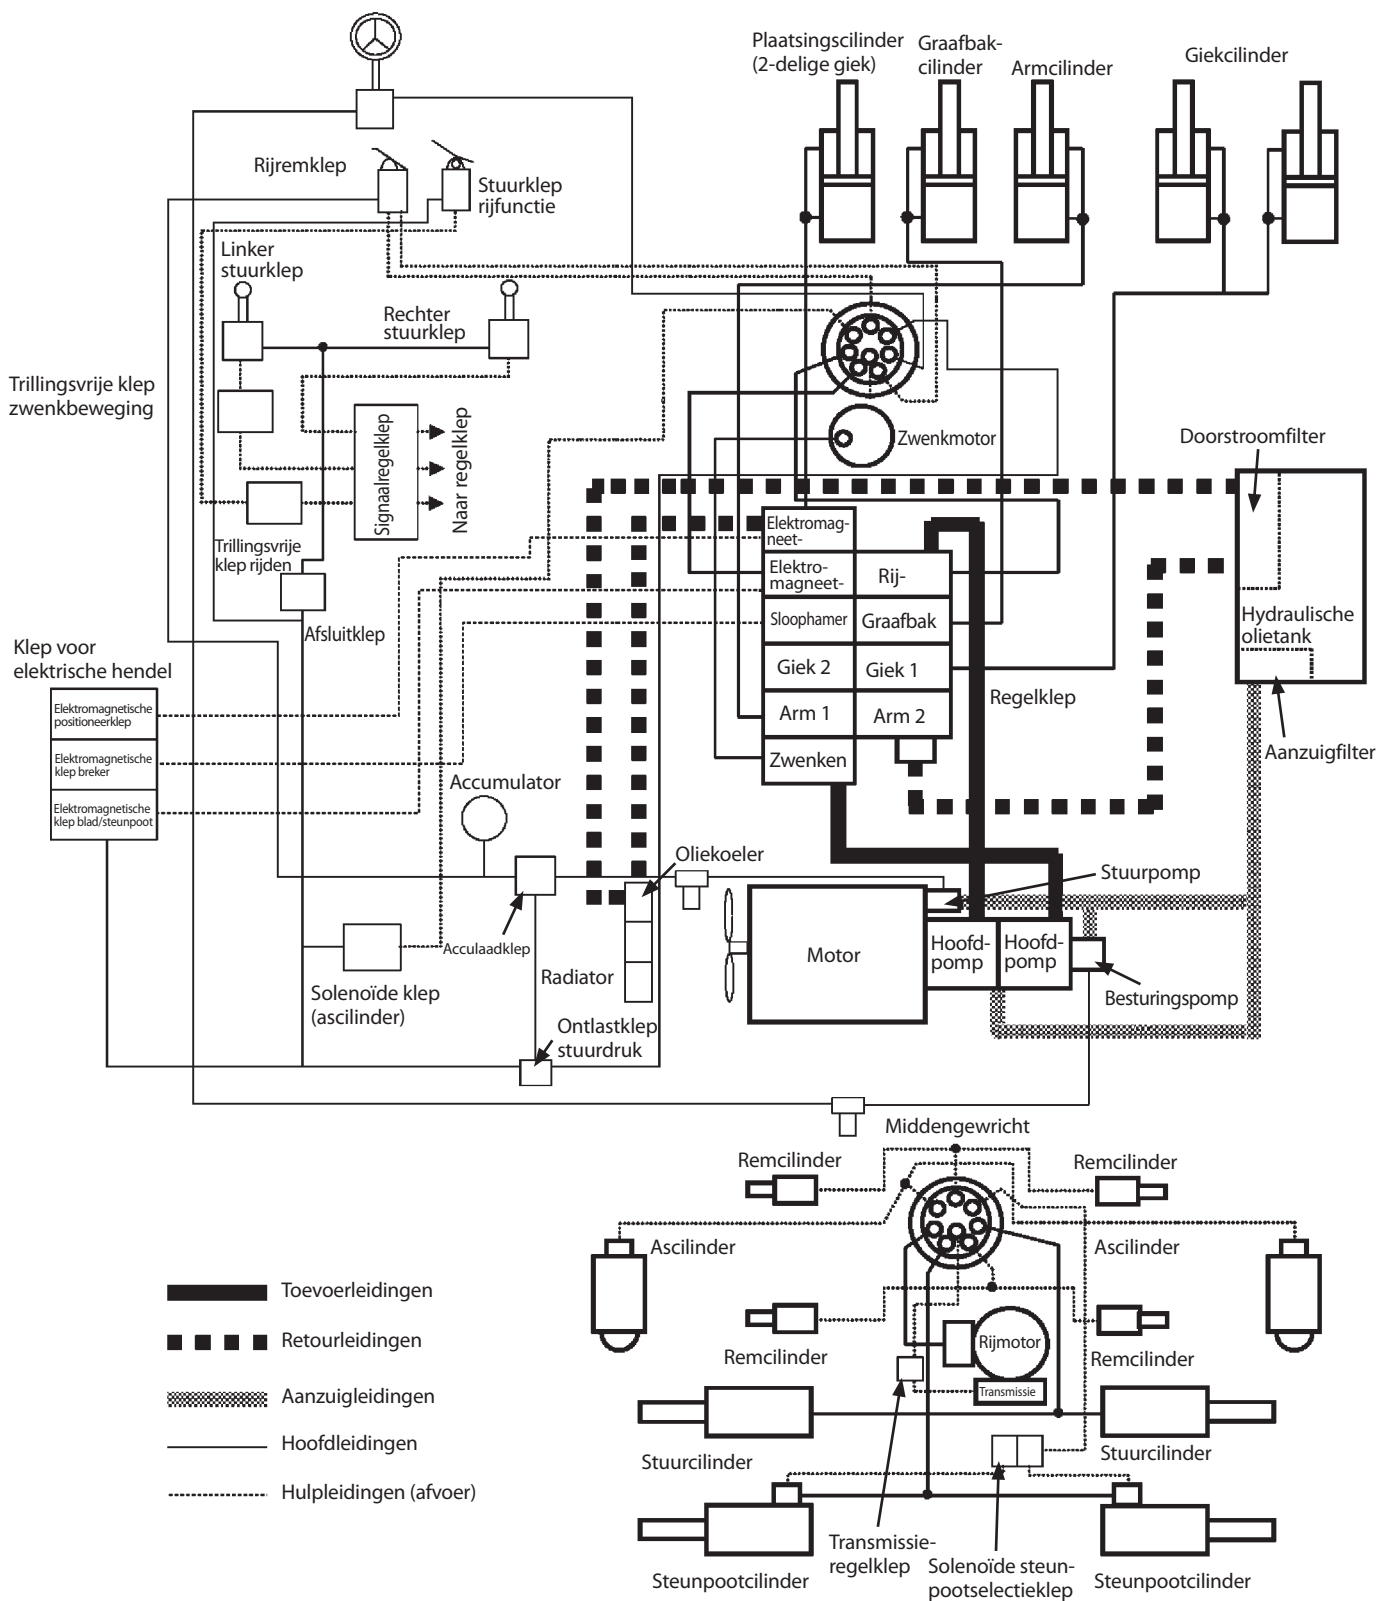 Plaatsingscilinder
(2-delige giek)
Graafbak-
cilinder
Armcilinder
Giekcilinder
Rijremklep
Stuurklep
rijfunctie
Linker
stuurklep
Rechter
stuurklep
Trillingsvrije klep
zwenkbeweging
Signaalregelklep
Naar regelklep
Zwenkmotor
Doorstroomfilter
Trillingsvrije
klep rijden
Afsluitklep
Elektromag-
neet-
Elektro-
magneet-
Rij-
Sloophamer
Graafbak
Giek 2
Giek 1
Arm 1
Arm 2
Zwenken
Regelklep
Hydraulische
olietank
Aanzuigfilter
Klep voor
elektrische hendel
Elektromagnetische
positioneerklep
Elektromagnetische
klep breker
Elektromagnetische
klep blad/steunpoot
Accumulator
Oliekoeler
Stuurpomp
Acculaadklep
Radiator
Motor
Hoofd-
pomp
Hoofd-
pomp
Besturingspomp
Solenoïde klep
(ascilinder)
Ontlastklep
stuurdruk
Middengewricht
Remcilinder
Remcilinder
Ascilinder
Ascilinder
Toevoerleidingen
Retourleidingen
Aanzuigleidingen
Hoofdleidingen
Hulpleidingen (afvoer)
Remcilinder
Rijmotor
Remcilinder
Transmissie
Stuurcilinder
Stuurcilinder
Transmissie-
regelklep
Solenoïde steun-
pootselectieklep
Steunpootcilinder
Steunpootcilinder